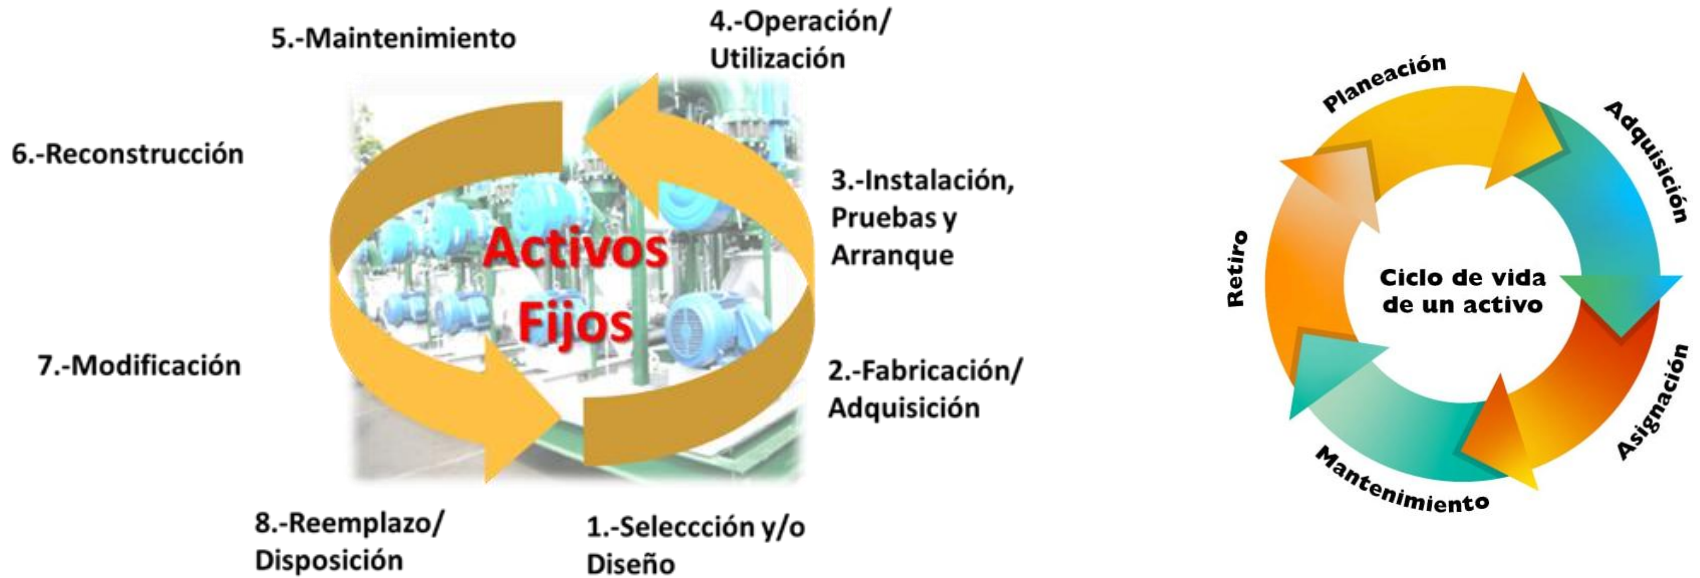 5.-Maintenimiento
4.-Operación/
Utilización
6.-Reconstrucción
3.-Instalación,
Pruebas y
Arranque
Activos
Fijos
7.-Modificación
2.-Fabricación/
Adquisición
8.-Reemplazo/
Disposición
1.-Seleccción y/o
Diseño
Planeación
Adquisición
Retiro
Ciclo de vida
de un activo
Asignación
Mantenimiento